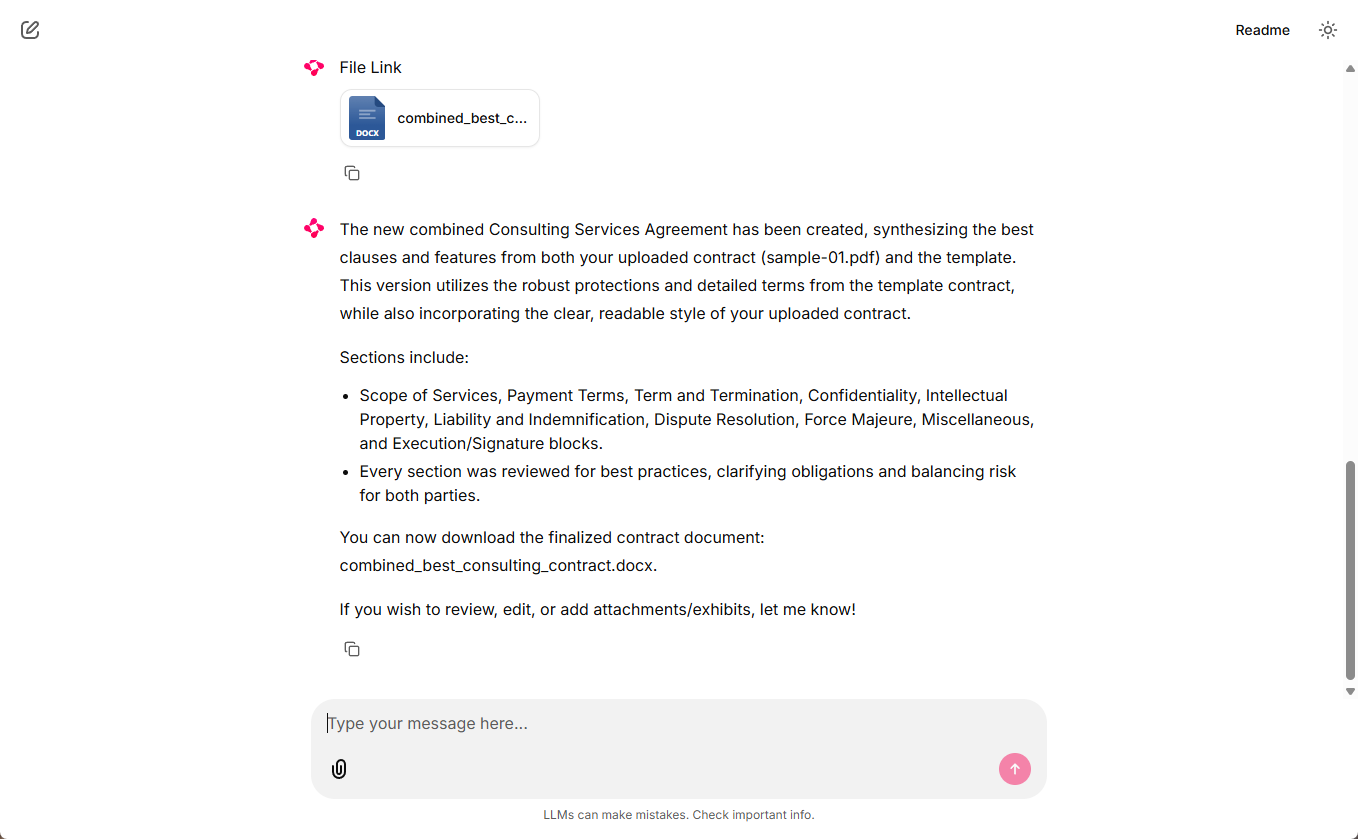 Readme
File Link
DOCX
combined_best_c...
The new combined Consulting Services Agreement has been created, synthesizing the best
clauses and features from both your uploaded contract (sample-01.pdf) and the template.
This version utilizes the robust protections and detailed terms from the template contract,
while also incorporating the clear, readable style of your uploaded contract.
Sections include:
• Scope of Services, Payment Terms, Term and Termination, Confidentiality, Intellectual
Property, Liability and Indemnification, Dispute Resolution, Force Majeure, Miscellaneous,
and Execution/Signature blocks.
• Every section was reviewed for best practices, clarifying obligations and balancing risk
for both parties.
You can now download the finalized contract document:
combined_best_consulting_contract.docx.
If you wish to review, edit, or add attachments/exhibits, let me know!
Type your message here...
LLMs can make mistakes. Check important info.